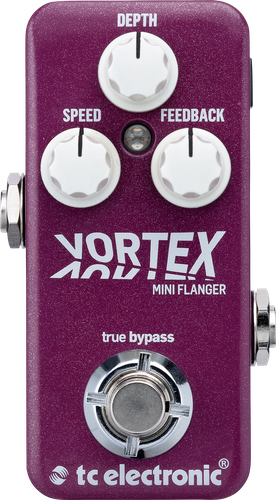 DEPTH
SPEED FEEDBACK
VORTEX
MINI FLANGER
true bypass
tc electronic®